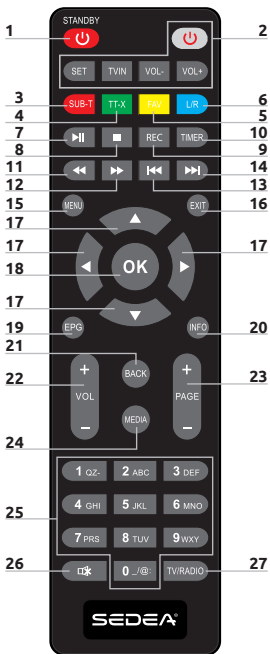 STANDBY
1
2
SET TVIN VOL- VOL+
3 SUB-T TT-X FAV L/R 6
4 5
7 REC TIMER 10
8 9
11 14
12 13
15 MENU EXIT 16
17
17 17
18 OK
17
19 EPG INFO 20
21 BACK
22 + VOL − + PAGE − 23
24 MEDIA
1 QZ- 2 ABC 3 DEF
25 4 GHI 5 JKL 6 MNO
7 PRS 8 TUV 9 WXY
26 0 _/@: TV/RADIO 27
SEDEA